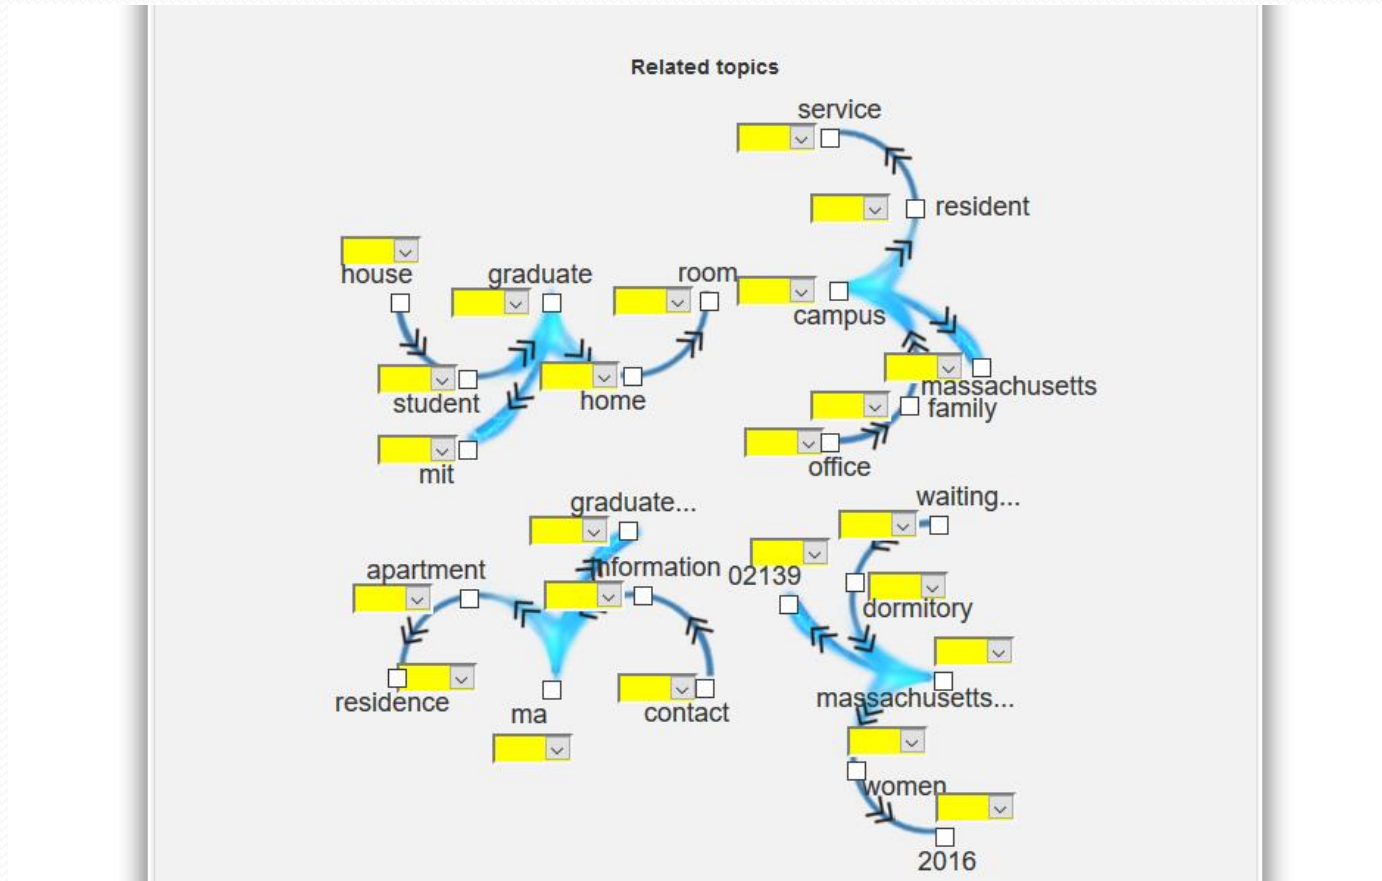 Related topics
service
resident
house
graduate
room
campus
massachusetts
student
home
family
mit
office
graduate...
waiting...
apartment
information
02139
dormitory
residence
ma
contact
massachusetts...
women
2016